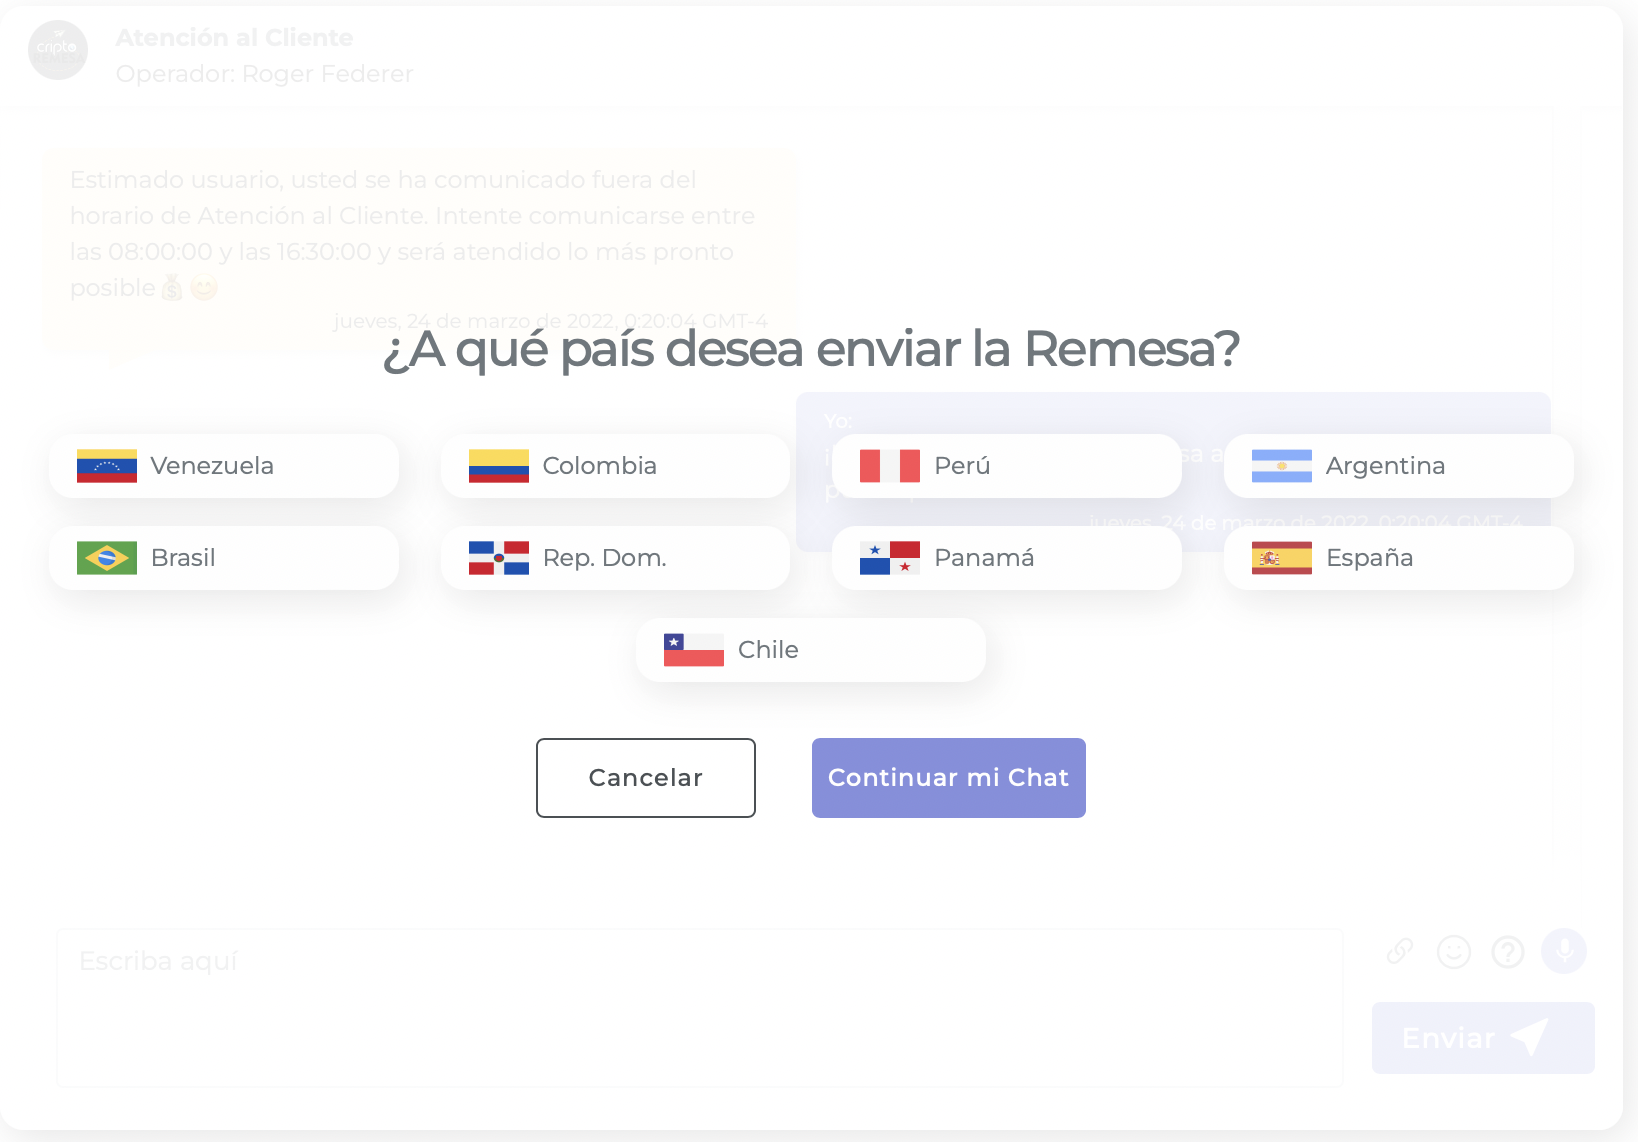 cripto
REMESA
Atención al Cliente
Operador: Roger Federer
Estimado usuario, usted se ha comunicado fuera del
horario de Atención al Cliente. Intente comunicarse entre
las 08:00:00 y las 16:30:00 y será atendido lo más pronto
posible💰😊
jueves, 24 de marzo de 2022, 0:20:04 GMT-4
¿A qué país desea enviar la Remesa?
Yo:
jueves, 24 de marzo de 2022, 0:20:04 GMT-4
Venezuela
Colombia
Perú
Argentina
Brasil
Rep. Dom.
Panamá
España
Chile
Cancelar
Continuar mi Chat
Escriba aquí
Enviar